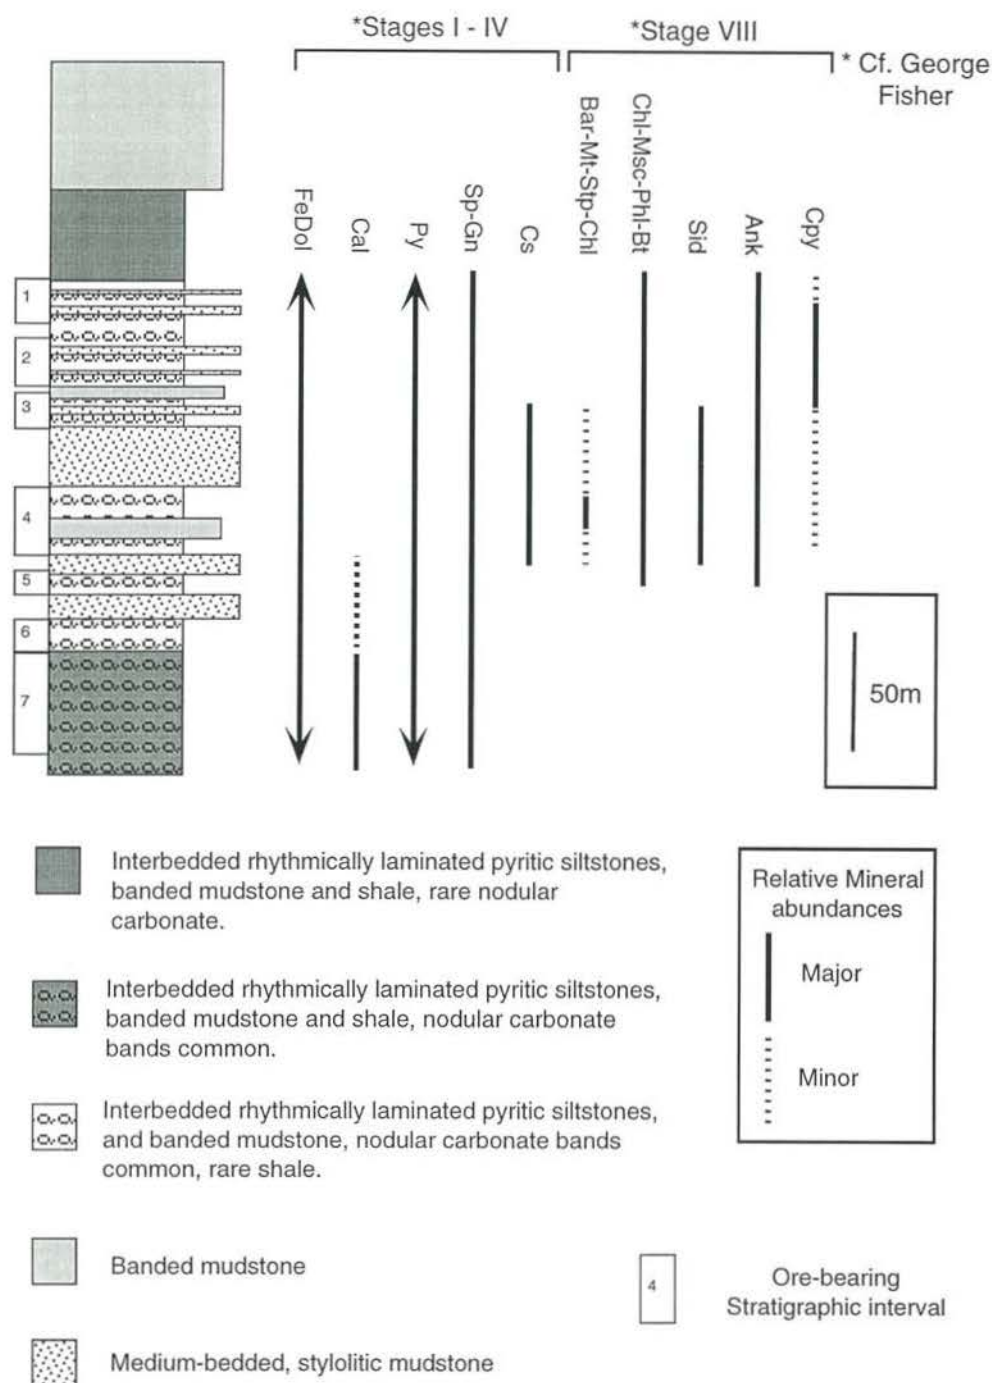 *Stages I - IV
*Stage VIII
* Cf. George
Fisher
FeDol
Cal
Py
Sp-Gn
Cs
Bar-Mt-Stp-Chl
Chl-Msc-Phl-Bt
Sid
Ank
Cpy
1
2
3
4
5
6
7
50m
Interbedded rhythmically laminated pyritic siltstones,
banded mudstone and shale, rare nodular
carbonate.
Interbedded rhythmically laminated pyritic siltstones,
banded mudstone and shale, nodular carbonate
bands common.
Interbedded rhythmically laminated pyritic siltstones,
and banded mudstone, nodular carbonate bands
common, rare shale.
Banded mudstone
Medium-bedded, stylolitic mudstone
Relative Mineral
abundances
Major
Minor
4
Ore-bearing
Stratigraphic interval